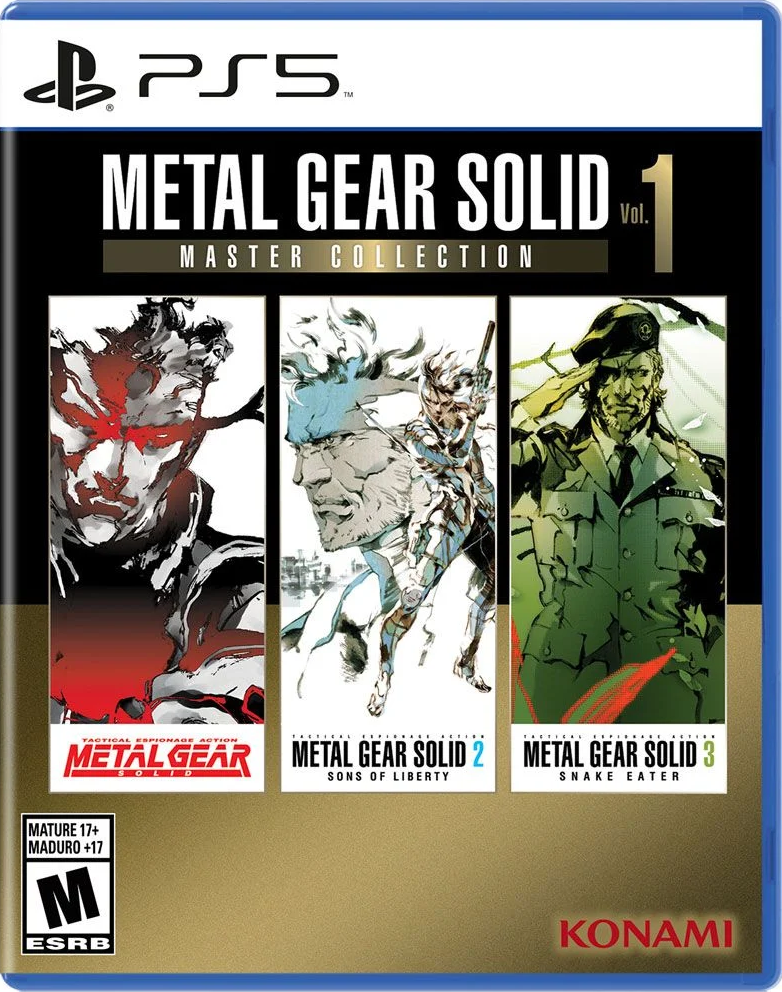 PS5
TM
®
METAL GEAR SOLID Vol. 1
MASTER COLLECTION
TACTICAL ESPIONAGE ACTION
METAL GEAR
SOLID
TACTICAL ESPIONAGE ACTION
METAL GEAR SOLID 2
SONS OF LIBERTY
TACTICAL ESPIONAGE ACTION
METAL GEAR SOLID 3
SNAKE EATER
MATURE 17+
MADURO +17
M
ESRB
KONAMI